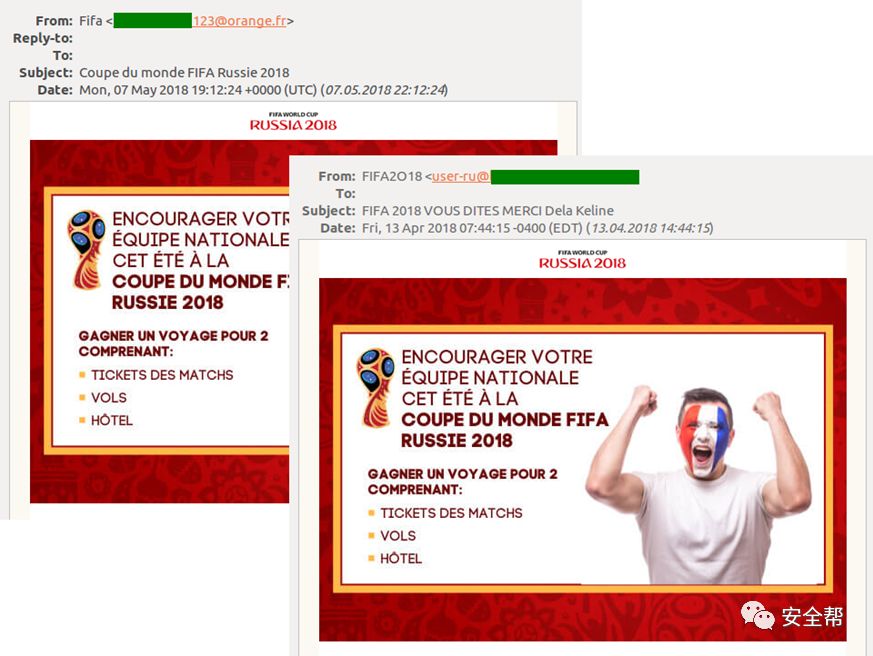 From: Fifa <123@orange.fr>
Reply-to:
To:
Subject: Coupe du monde FIFA Russie 2018
Date: Mon, 07 May 2018 19:12:24 +0000 (UTC) (07.05.2018 22:12:24)
FIFA WORLD CUP
RUSSIA 2018
ENCOURAGER VOTR
ÉQUIPE NATIONALE
CET ÉTÉ À LA
COUPE DU MONDE FI
RUSSIE 2018
GAGNER UN VOYAGE POUR 2
COMPRENANT:
TICKETS DES MATCHS
VOLS
HÔTEL
From: FIFA2O18 <user-ru@
To:
Subject: FIFA 2018 VOUS DITES MERCI Dela Keline
Date: Fri, 13 Apr 2018 07:44:15 -0400 (EDT) (13.04.2018 14:44:15)
FIFA WORLD CUP
RUSSIA 2018
ENCOURAGER VOTRE
ÉQUIPE NATIONALE
CET ÉTÉ À LA
COUPE DU MONDE FIFA
RUSSIE 2018
GAGNER UN VOYAGE POUR 2
COMPRENANT:
TICKETS DES MATCHS
VOLS
HÔTEL
安全帮